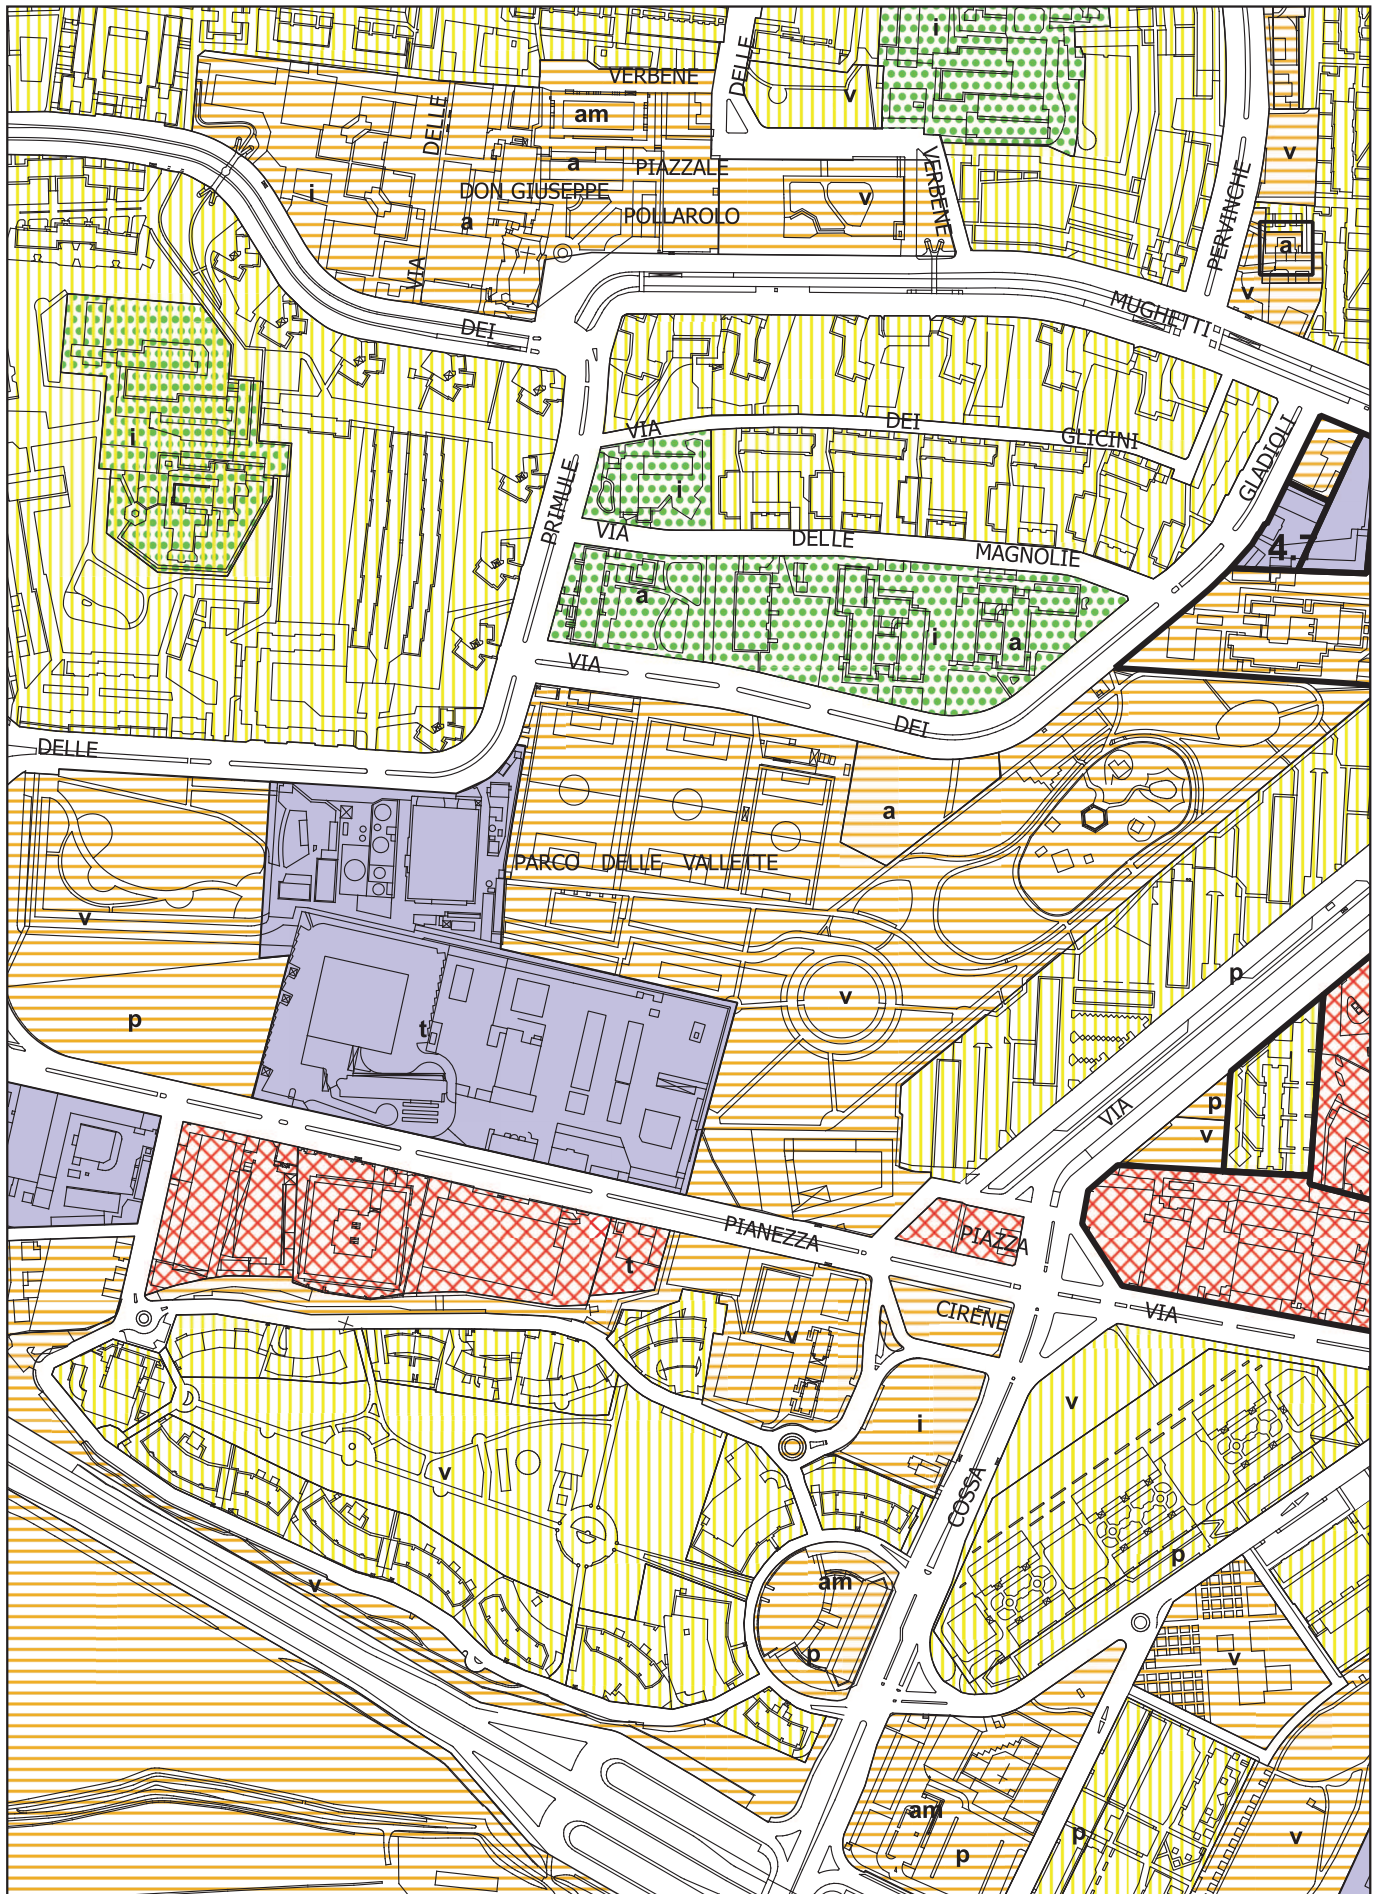 i
VERBENE
DELLE
v
am
DELLE
v
a
PIAZZALE
VERBENE
PERVINCHE
i
DON GIUSEPPE
v
a
POLLAROLO
a
VIA
v
DEI
MUGHETTI
VIA
DEI
GLICINI
i
GLADIOLI
PRIMULE
i
VIA
DELLE
MAGNOLIE
4.7
a
i
a
VIA
DEI
DELLE
a
PARCO DELLE VALLETTE
v
p
v
p
t
VIA
p
v
PIANEZZA
PIAZZA
t
CIRENE
VIA
v
v
i
v
COSSA
p
v
am
p
v
am
p
p
v